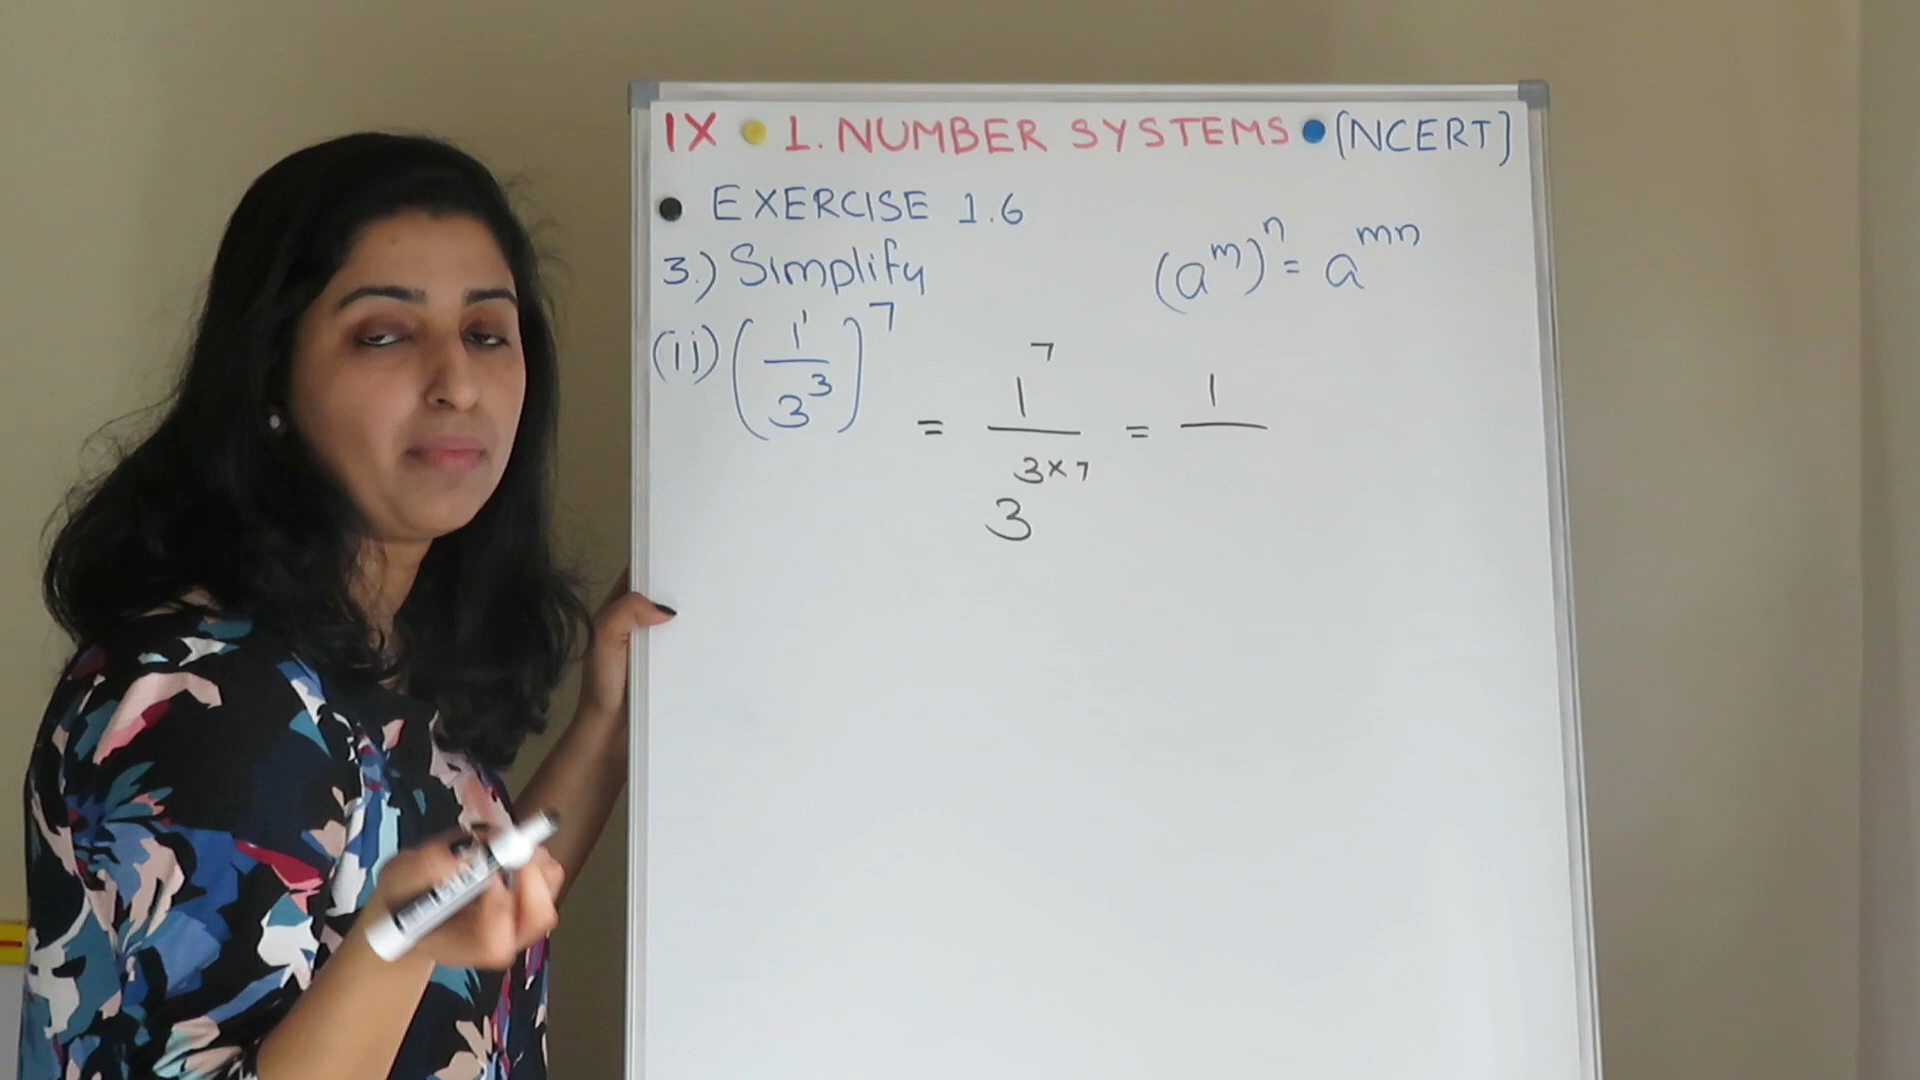 IX • 1. NUMBER SYSTEMS • [NCERT]
• EXERCISE 1.6
3.) Simplify
(a^m)^n = a^mn
(ii) (1^1/3^3)^7 = 1^7/3^3×7 = 1/